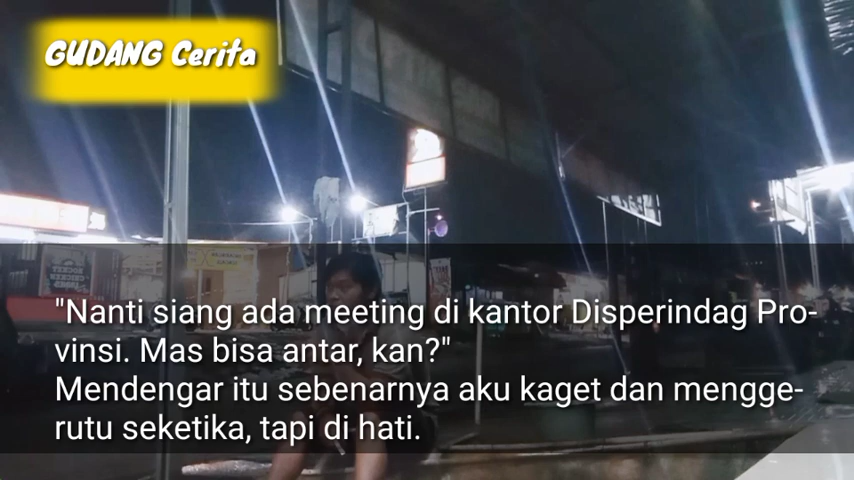 GUDANG Cerita
"Nanti siang ada meeting di kantor Disperindag Pro-
vinsi. Mas bisa antar, kan?"
Mendengar itu sebenarnya aku kaget dan mengge-
rutu seketika, tapi di hati.